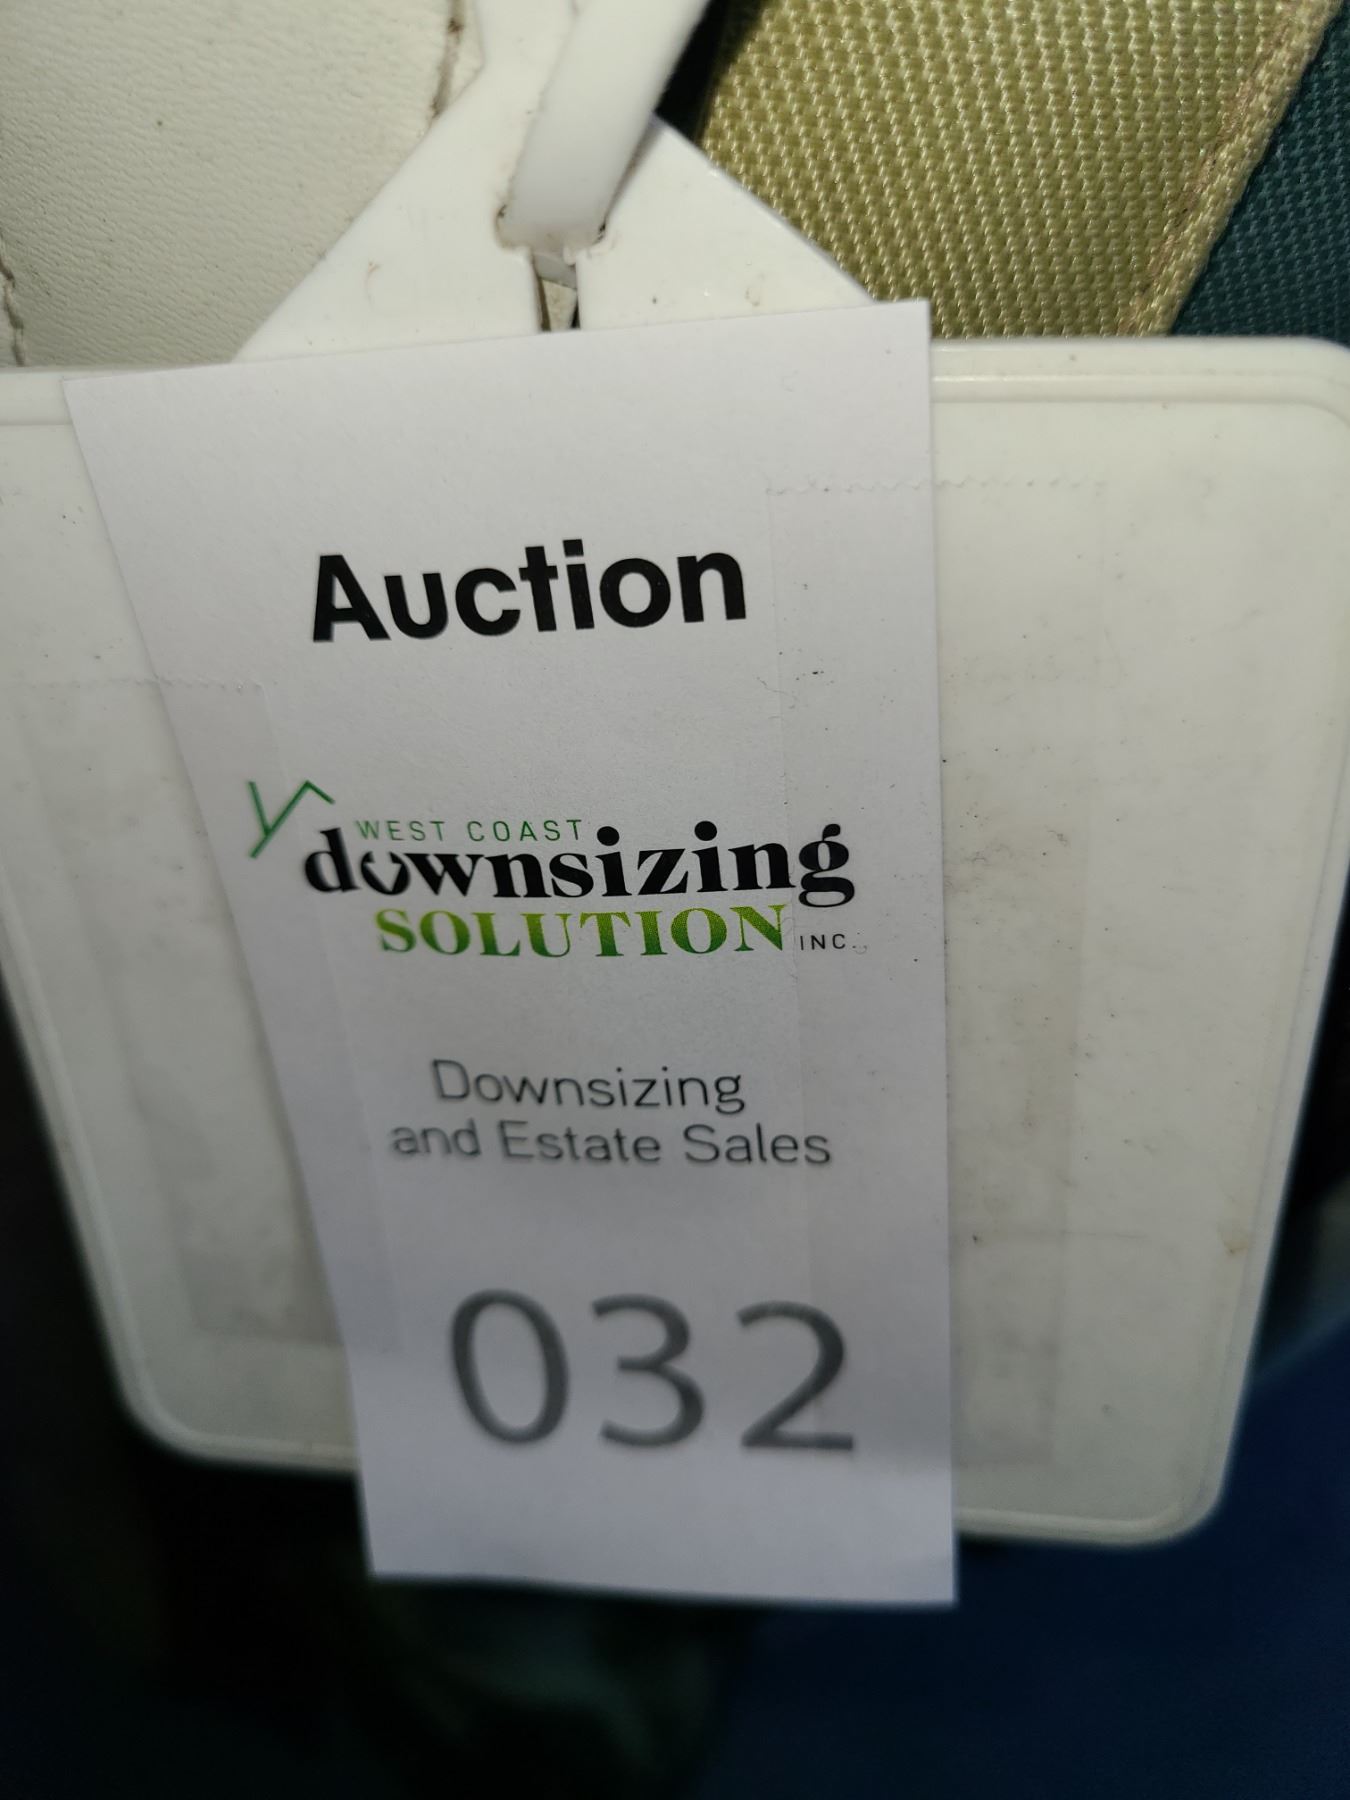 Auction
WEST COAST
downsizing
SOLUTION INC.
Downsizing
and Estate Sales
032